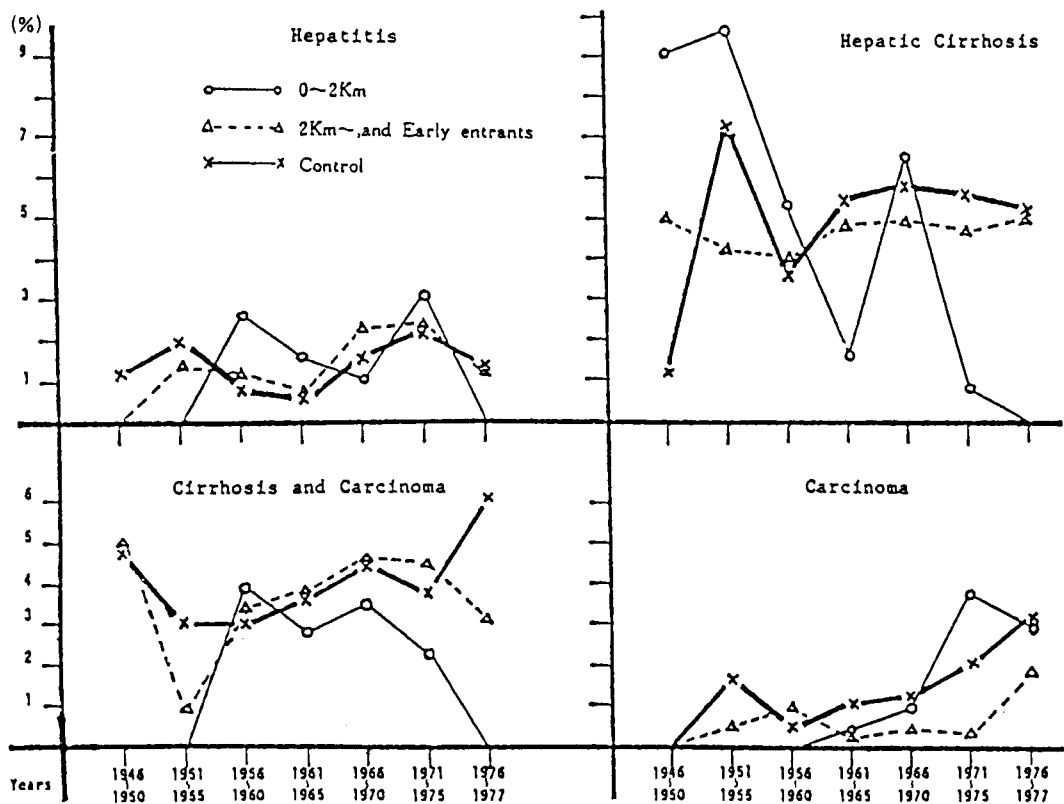 (%)
Hepatitis
Hepatic Cirrhosis
9
7
5
3
1
0~2Km
2Km~,and Early entrants
Control
Cirrhosis and Carcinoma
Carcinoma
6
5
4
3
2
1
Years
1946 1951 1956 1961 1966 1971 1976
1950 1955 1960 1965 1970 1975 1977
1946 1951 1956 1961 1966 1971 1976
1950 1955 1960 1965 1970 1975 1977